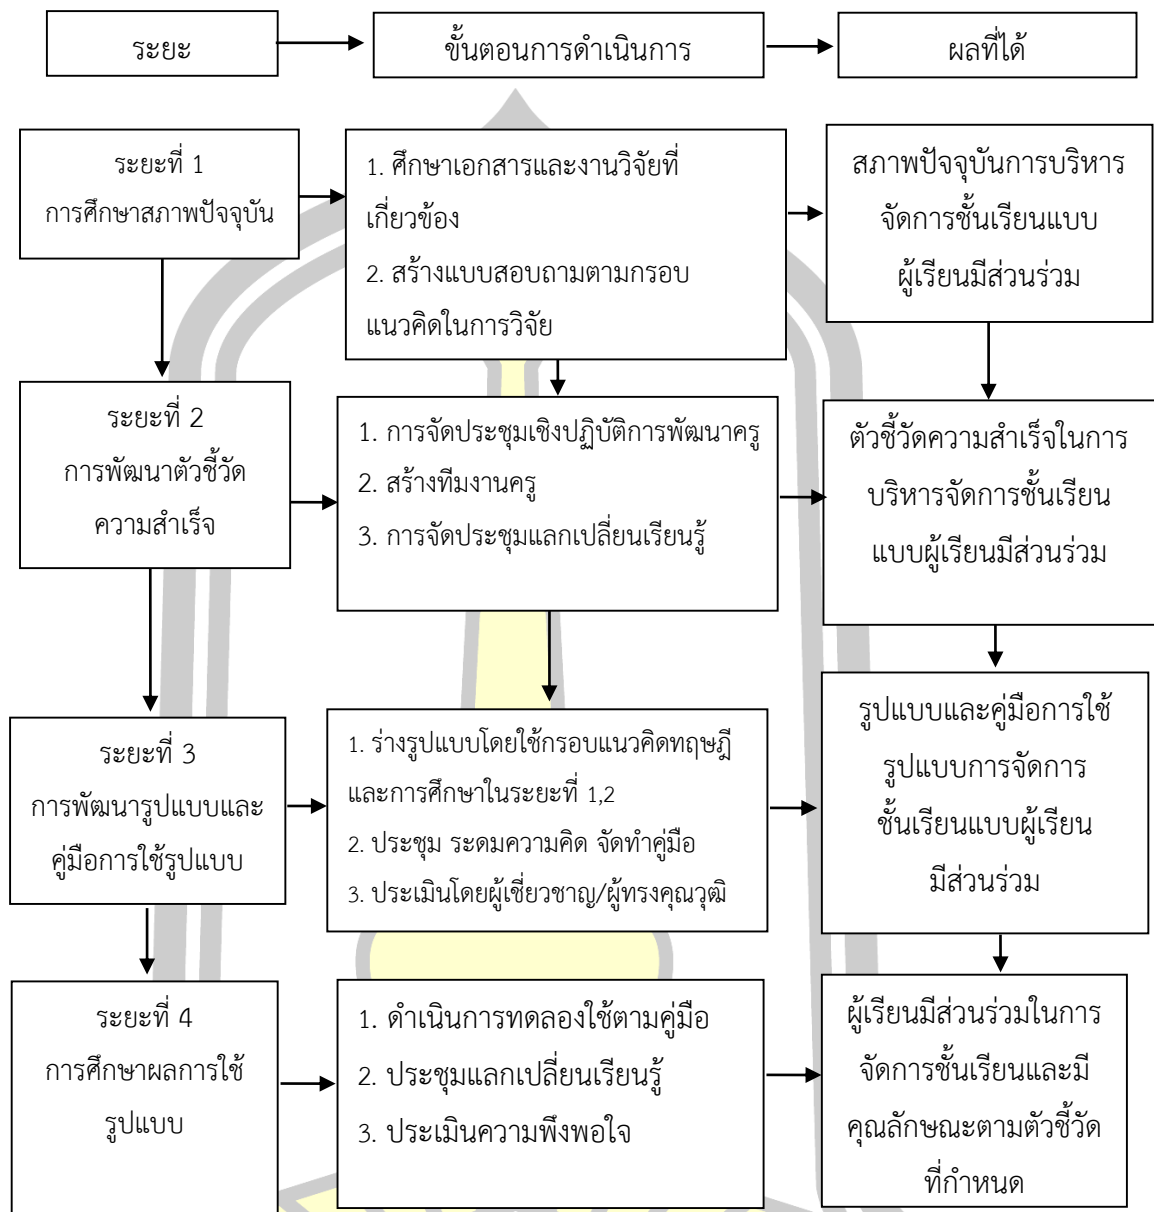 ระยะ
ขั้นตอนการดำเนินการ
ผลที่ได้
ระยะที่ 1
การศึกษาสภาพปัจจุบัน
1. ศึกษาเอกสารและงานวิจัยที่
เกี่ยวข้อง
2. สร้างแบบสอบถามตามกรอบ
แนวคิดในการวิจัย
สภาพปัจจุบันการบริหาร
จัดการชั้นเรียนแบบ
ผู้เรียนมีส่วนร่วม
ระยะที่ 2
การพัฒนาตัวชี้วัด
ความสำเร็จ
1. การจัดประชุมเชิงปฏิบัติการพัฒนาครู
2. สร้างทีมงานครู
3. การจัดประชุมแลกเปลี่ยนเรียนรู้
ตัวชี้วัดความสำเร็จในการ
บริหารจัดการชั้นเรียน
แบบผู้เรียนมีส่วนร่วม
ระยะที่ 3
การพัฒนารูปแบบและ
คู่มือการใช้รูปแบบ
1. ร่างรูปแบบโดยใช้กรอบแนวคิดทฤษฎี
และการศึกษาในระยะที่ 1,2
2. ประชุม ระดมความคิด จัดทำคู่มือ
3. ประเมินโดยผู้เชี่ยวชาญ/ผู้ทรงคุณวุฒิ
รูปแบบและคู่มือการใช้
รูปแบบการจัดการ
ชั้นเรียนแบบผู้เรียน
มีส่วนร่วม
ระยะที่ 4
การศึกษาผลการใช้
รูปแบบ
1. ดำเนินการทดลองใช้ตามคู่มือ
2. ประชุมแลกเปลี่ยนเรียนรู้
3. ประเมินความพึงพอใจ
ผู้เรียนมีส่วนร่วมในการ
จัดการชั้นเรียนและมี
คุณลักษณะตามตัวชี้วัด
ที่กำหนด